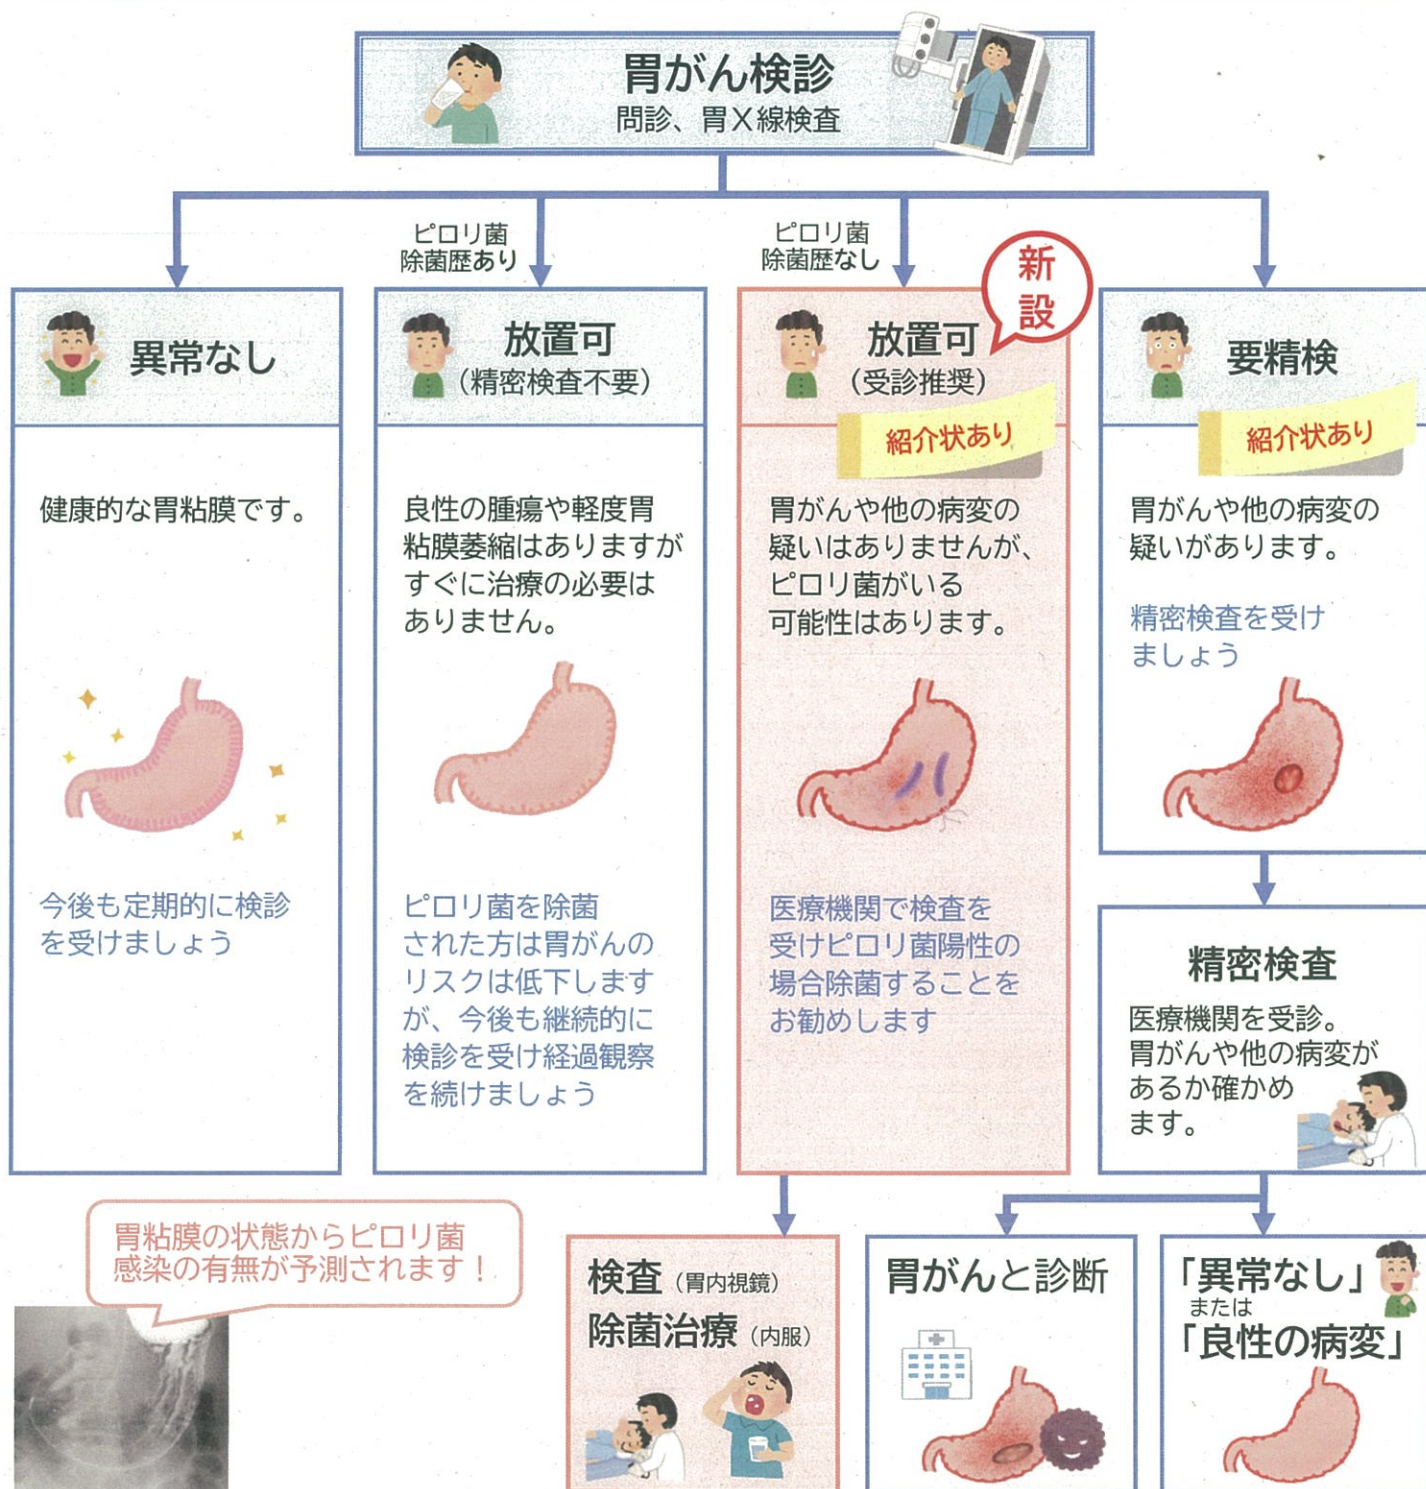 胃がん検診
問診、胃X線検査
ピロリ菌
除菌歴あり
ピロリ菌
除菌歴なし
新
設
異常なし
健康的な胃粘膜です。
今後も定期的に検診
を受けましょう
放置可
（精密検査不要）
良性の腫瘍や軽度胃
粘膜萎縮はありますが
すぐに治療の必要は
ありません。
ピロリ菌を除菌
された方は胃がんの
リスクは低下します
が、今後も継続的に
検診を受け経過観察
を続けましょう
放置可
（受診推奨）
紹介状あり
胃がんや他の病変の
疑いはありませんが、
ピロリ菌がいる
可能性はあります。
医療機関で検査を
受けピロリ菌陽性の
場合除菌することを
お勧めします
要精検
紹介状あり
胃がんや他の病変の
疑いがあります。
精密検査を受け
ましょう
精密検査
医療機関を受診。
胃がんや他の病変が
あるか確かめ
ます。
胃粘膜の状態からピロリ菌
感染の有無が予測されます！
検査（胃内視鏡）
除菌治療（内服）
胃がんと診断
「異常なし」
または
「良性の病変」